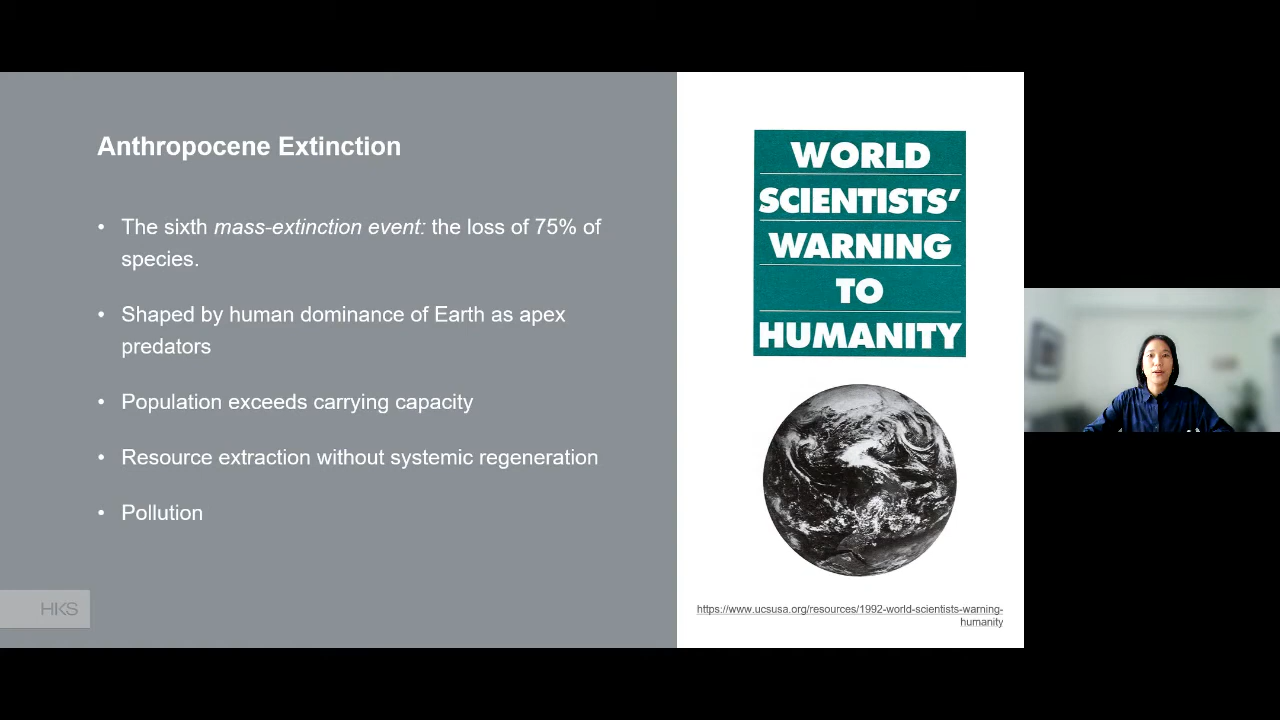 Anthropocene Extinction
• The sixth mass-extinction event: the loss of 75% of
species.
• Shaped by human dominance of Earth as apex
predators
• Population exceeds carrying capacity
• Resource extraction without systemic regeneration
• Pollution
HKS
WORLD
SCIENTISTS’
WARNING
TO
HUMANITY
https://www.ucsusa.org/resources/1992-world-scientists-warning-
humanity